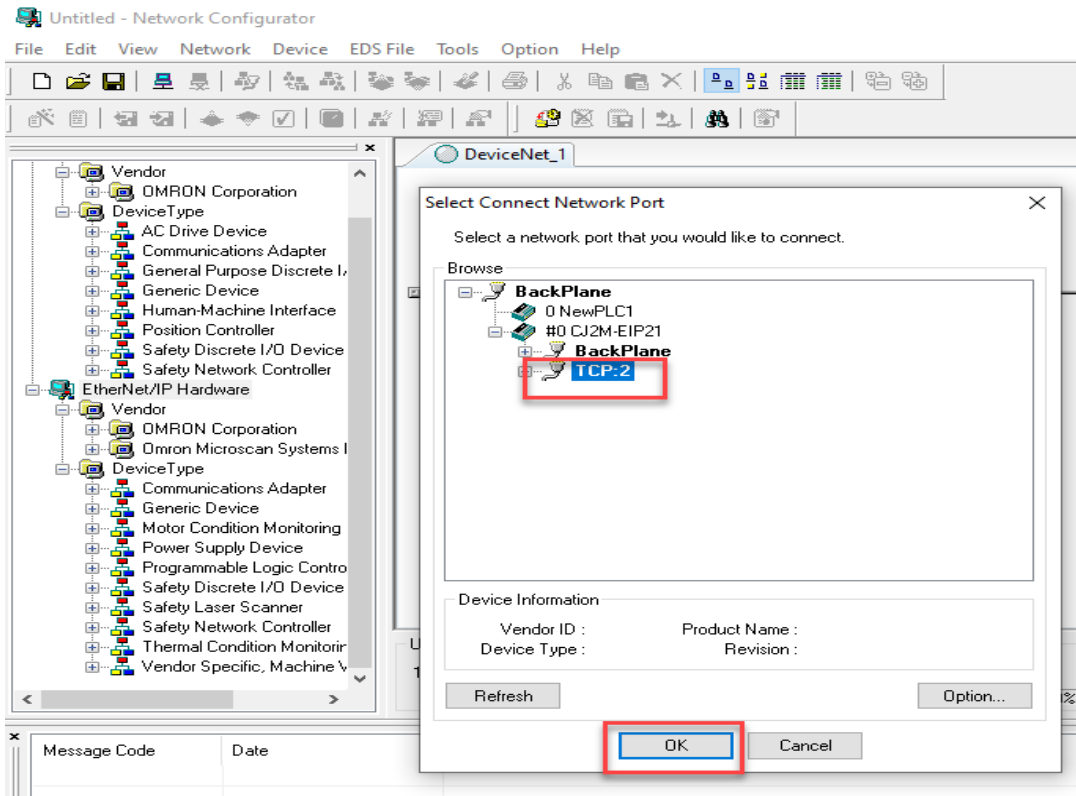 Untitled - Network Configurator
File Edit View Network Device EDS File Tools Option Help
Vendor
OMRON Corporation
DeviceType
AC Drive Device
Communications Adapter
General Purpose Discrete I/
Generic Device
Human-Machine Interface
Position Controller
Safety Discrete I/O Device
Safety Network Controller
EtherNet/IP Hardware
Vendor
OMRON Corporation
Omron Microscan Systems I
DeviceType
Communications Adapter
Generic Device
Motor Condition Monitoring
Power Supply Device
Programmable Logic Contro
Safety Discrete I/O Device
Safety Laser Scanner
Safety Network Controller
Thermal Condition Monitorin
Vendor Specific, Machine V
DeviceNet_1
Select Connect Network Port
Select a network port that you would like to connect.
Browse
BackPlane
0 NewPLC1
#0 CJ2M-EIP21
BackPlane
TCP:2
Device Information
Vendor ID : Product Name :
Device Type : Revision :
Refresh Option...
OK Cancel
Message Code Date